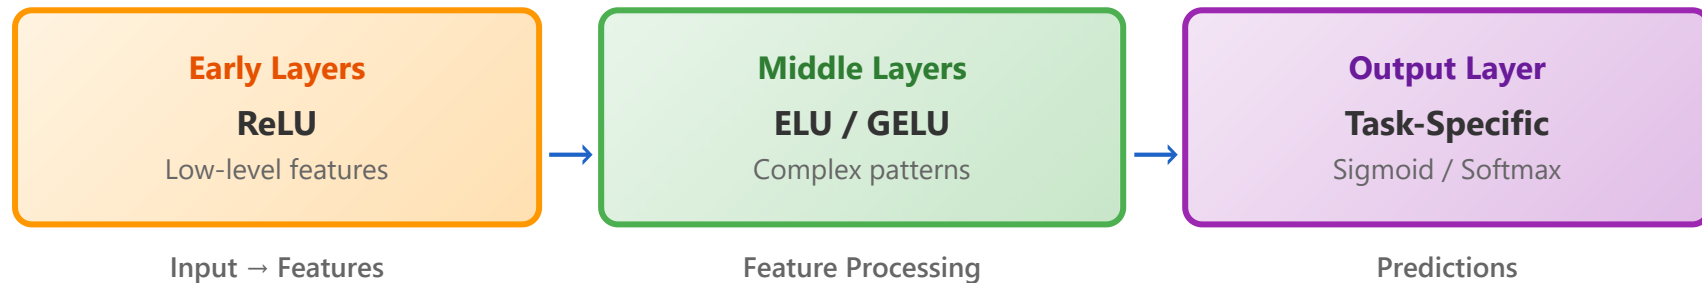 Early Layers
ReLU
Low-level features
Input → Features
Middle Layers
ELU / GELU
Complex patterns
Feature Processing
Output Layer
Task-Specific
Sigmoid / Softmax
Predictions